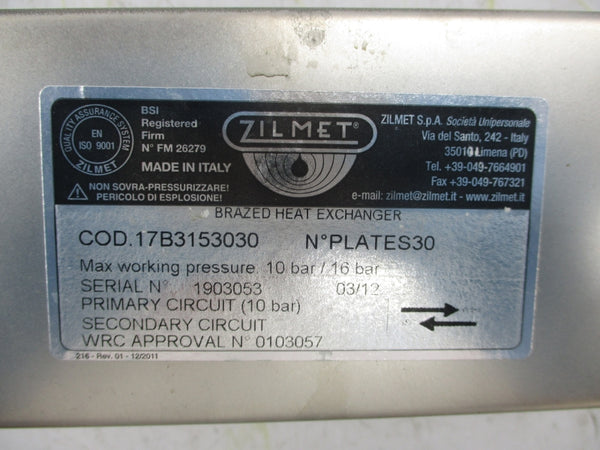 QUALITY ASSURANCE SYSTEM
EN
ISO 9001
ZILMET
BSI
Registered
Firm
N° FM 26279
MADE IN ITALY
NON SOVRA-PRESSURIZZARE!
PERICOLO DI ESPLOSIONE!
ZILMET®
ZILMET S.p.A. Società Unipersonale
Via del Santo, 242 - Italy
35010 Limena (PD)
Tel. +39-049-7664901
Fax +39-049-767321
e-mail: zilmet@zilmet.it - www.zilmet.it
BRAZED HEAT EXCHANGER
COD.17B3153030 N°PLATES30
Max working pressure 10 bar / 16 bar
SERIAL N° 1903053 03/12
PRIMARY CIRCUIT (10 bar)
SECONDARY CIRCUIT
WRC APPROVAL N° 0103057
216 - Rev. 01 - 12/2011